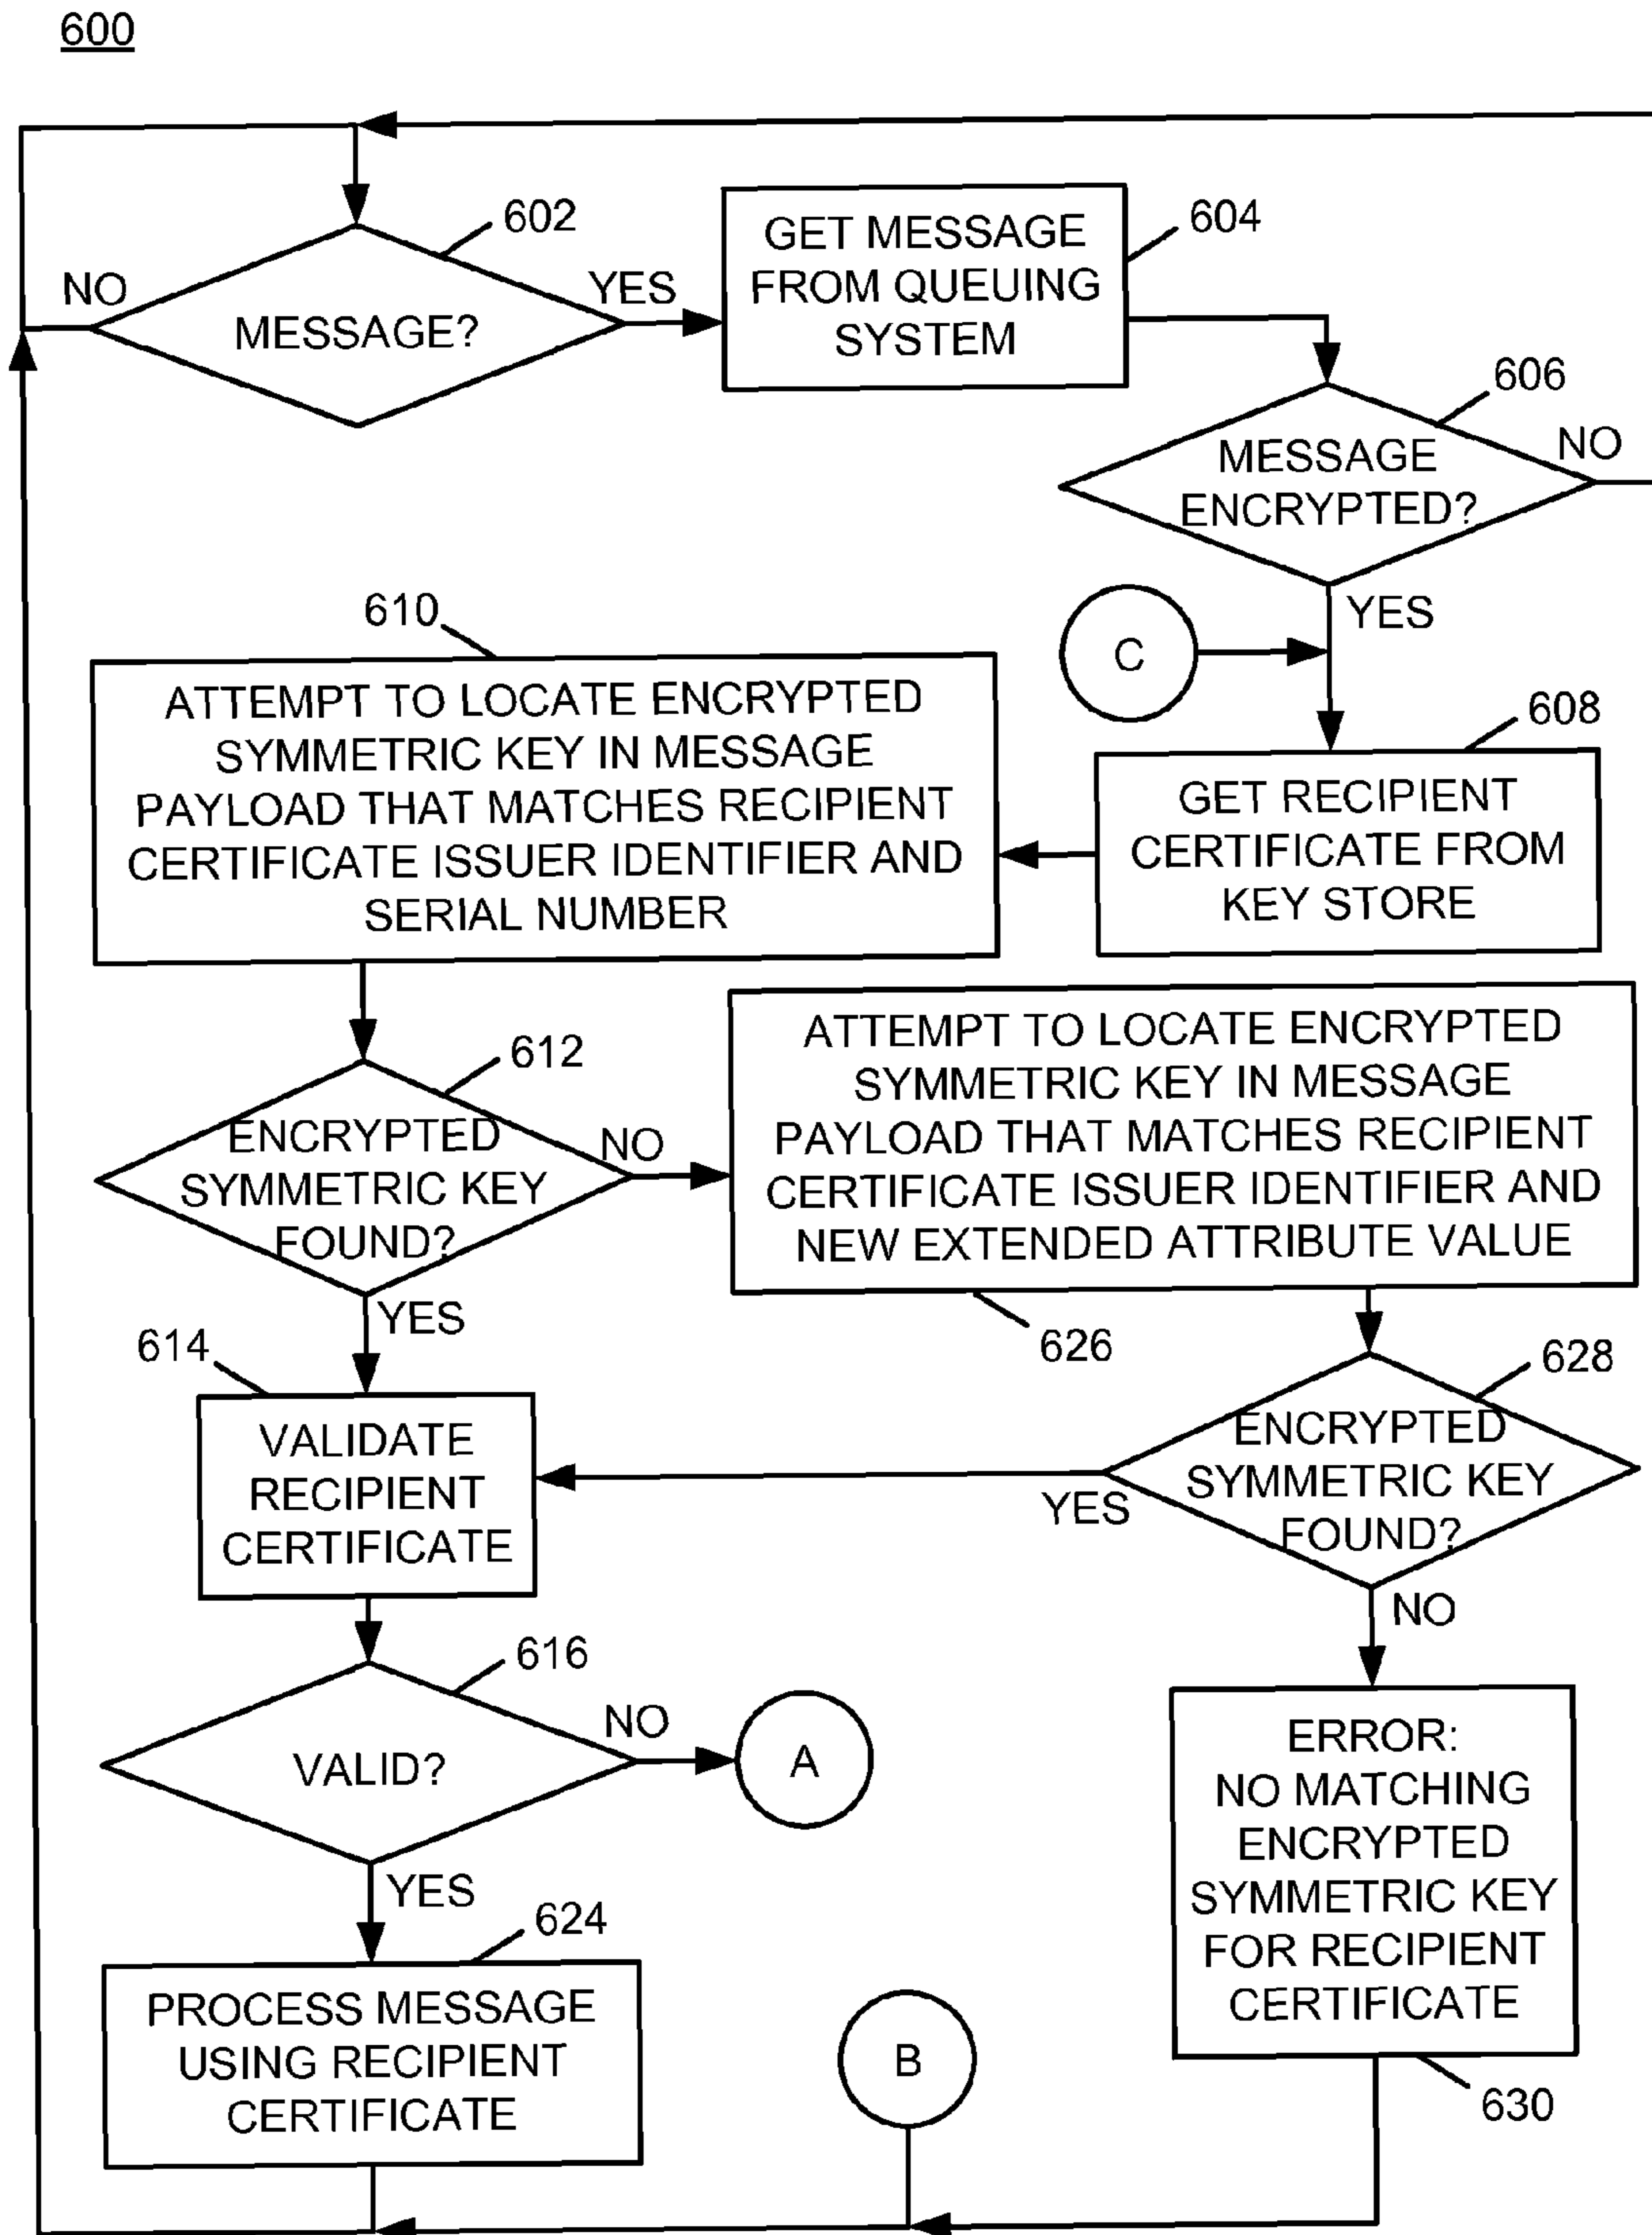 600
602
NO
MESSAGE?
YES
GET MESSAGE
FROM QUEUING
SYSTEM
604
606
MESSAGE
ENCRYPTED?
NO
YES
C
608
GET RECIPIENT
CERTIFICATE FROM
KEY STORE
610
ATTEMPT TO LOCATE ENCRYPTED
SYMMETRIC KEY IN MESSAGE
PAYLOAD THAT MATCHES RECIPIENT
CERTIFICATE ISSUER IDENTIFIER AND
SERIAL NUMBER
612
ENCRYPTED
SYMMETRIC KEY
FOUND?
NO
YES
ATTEMPT TO LOCATE ENCRYPTED
SYMMETRIC KEY IN MESSAGE
PAYLOAD THAT MATCHES RECIPIENT
CERTIFICATE ISSUER IDENTIFIER AND
NEW EXTENDED ATTRIBUTE VALUE
626
628
ENCRYPTED
SYMMETRIC KEY
FOUND?
YES
NO
614
VALIDATE
RECIPIENT
CERTIFICATE
616
VALID?
NO
A
YES
624
PROCESS MESSAGE
USING RECIPIENT
CERTIFICATE
B
ERROR:
NO MATCHING
ENCRYPTED
SYMMETRIC KEY
FOR RECIPIENT
CERTIFICATE
630